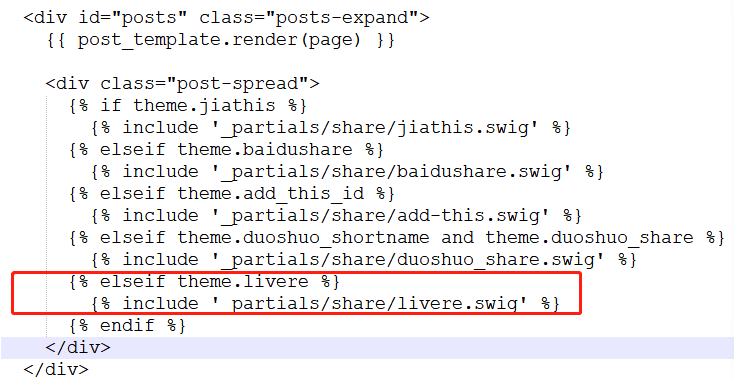 <div id="posts" class="posts-expand">
  {{ post_template.render(page) }}

  <div class="post-spread">
    {% if theme.jiathis %}
      {% include '_partials/share/jiathis.swig' %}
    {% elseif theme.baidushare %}
      {% include '_partials/share/baidushare.swig' %}
    {% elseif theme.add_this_id %}
      {% include '_partials/share/add-this.swig' %}
    {% elseif theme.duoshuo_shortname and theme.duoshuo_share %}
      {% include '_partials/share/duoshuo_share.swig' %}
    {% elseif theme.livere %}
      {% include '_partials/share/livere.swig' %}
    {% endif %}
  </div>
</div>